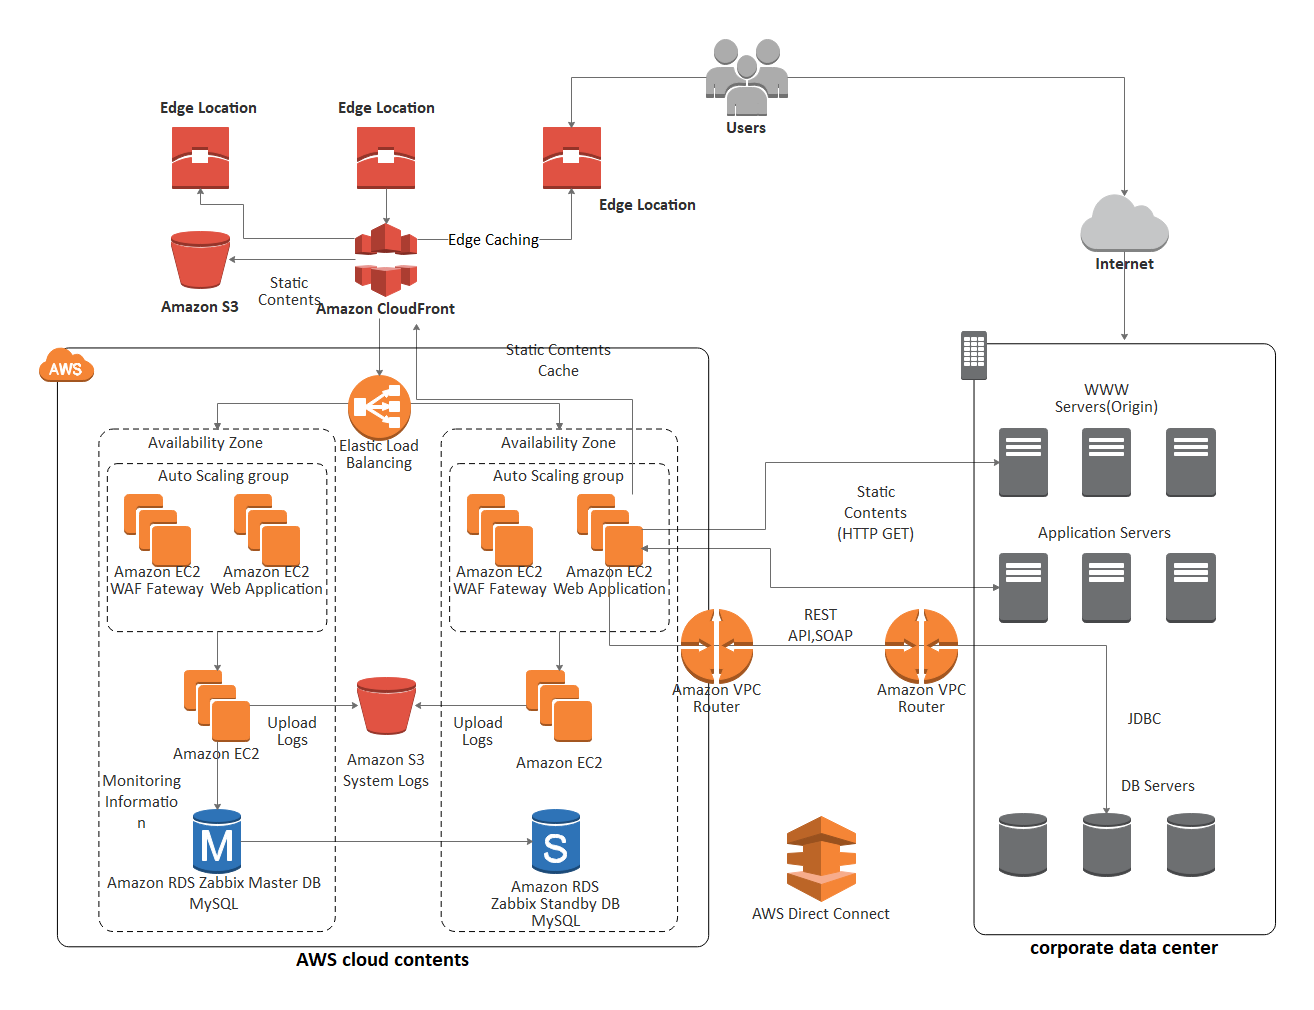 Users
Edge Location
Edge Location
Edge Location
Edge Caching
Internet
Static
Contents
Amazon S3
Amazon CloudFront
AWS
Static Contents
Cache
WWW
Servers(Origin)
Elastic Load
Balancing
Availability Zone
Availability Zone
Auto Scaling group
Auto Scaling group
Static
Contents
(HTTP GET)
Application Servers
Amazon EC2
WAF Fateway
Amazon EC2
Web Application
Amazon EC2
WAF Fateway
Amazon EC2
Web Application
REST
API,SOAP
Amazon VPC
Router
Amazon VPC
Router
Upload
Logs
Upload
Logs
JDBC
Amazon EC2
Amazon S3
System Logs
Amazon EC2
Monitoring
Informatio
n
DB Servers
M
S
Amazon RDS Zabbix Master DB
MySQL
Amazon RDS
Zabbix Standby DB
MySQL
AWS Direct Connect
AWS cloud contents
corporate data center